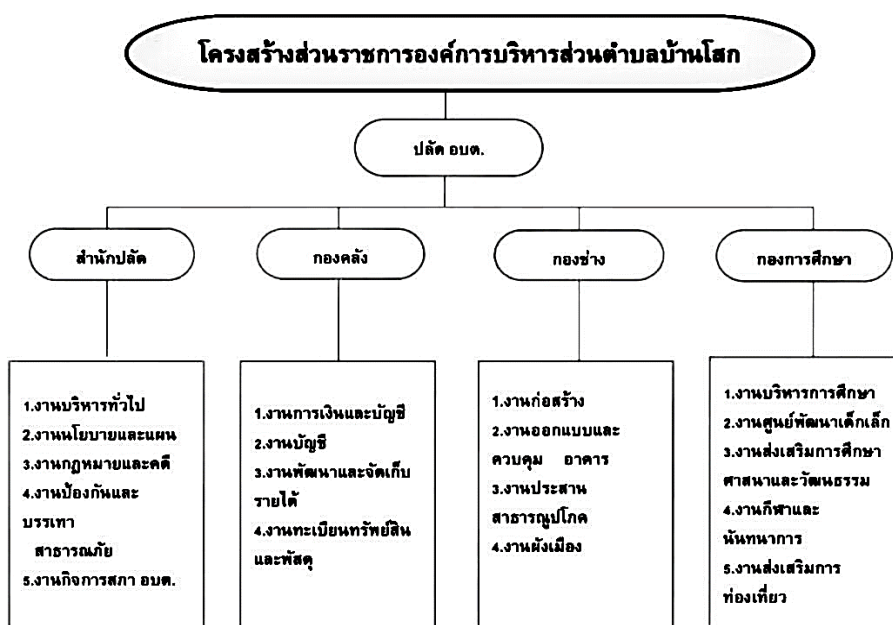 โครงสร้างส่วนราชการองค์การบริหารส่วนตำบลบ้านโสก
ปลัด อบต.
สำนักปลัด
กองคลัง
กองช่าง
กองการศึกษา
1.งานบริหารทั่วไป
2.งานนโยบายและแผน
3.งานกฎหมายและคดี
4.งานป้องกันและ
บรรเทา
สาธารณภัย
5.งานกิจการสภา อบต.
1.งานการเงินและบัญชี
2.งานบัญชี
3.งานพัฒนาและจัดเก็บ
รายได้
4.งานทะเบียนทรัพย์สิน
และพัสดุ
1.งานก่อสร้าง
2.งานออกแบบและ
ควบคุม อาคาร
3.งานประสาน
สาธารณูปโภค
4.งานผังเมือง
1.งานบริหารการศึกษา
2.งานศูนย์พัฒนาเด็กเล็ก
3.งานส่งเสริมการศึกษา
ศาสนาและวัฒนธรรม
4.งานกีฬาและ
นันทนาการ
5.งานส่งเสริมการ
ท่องเที่ยว